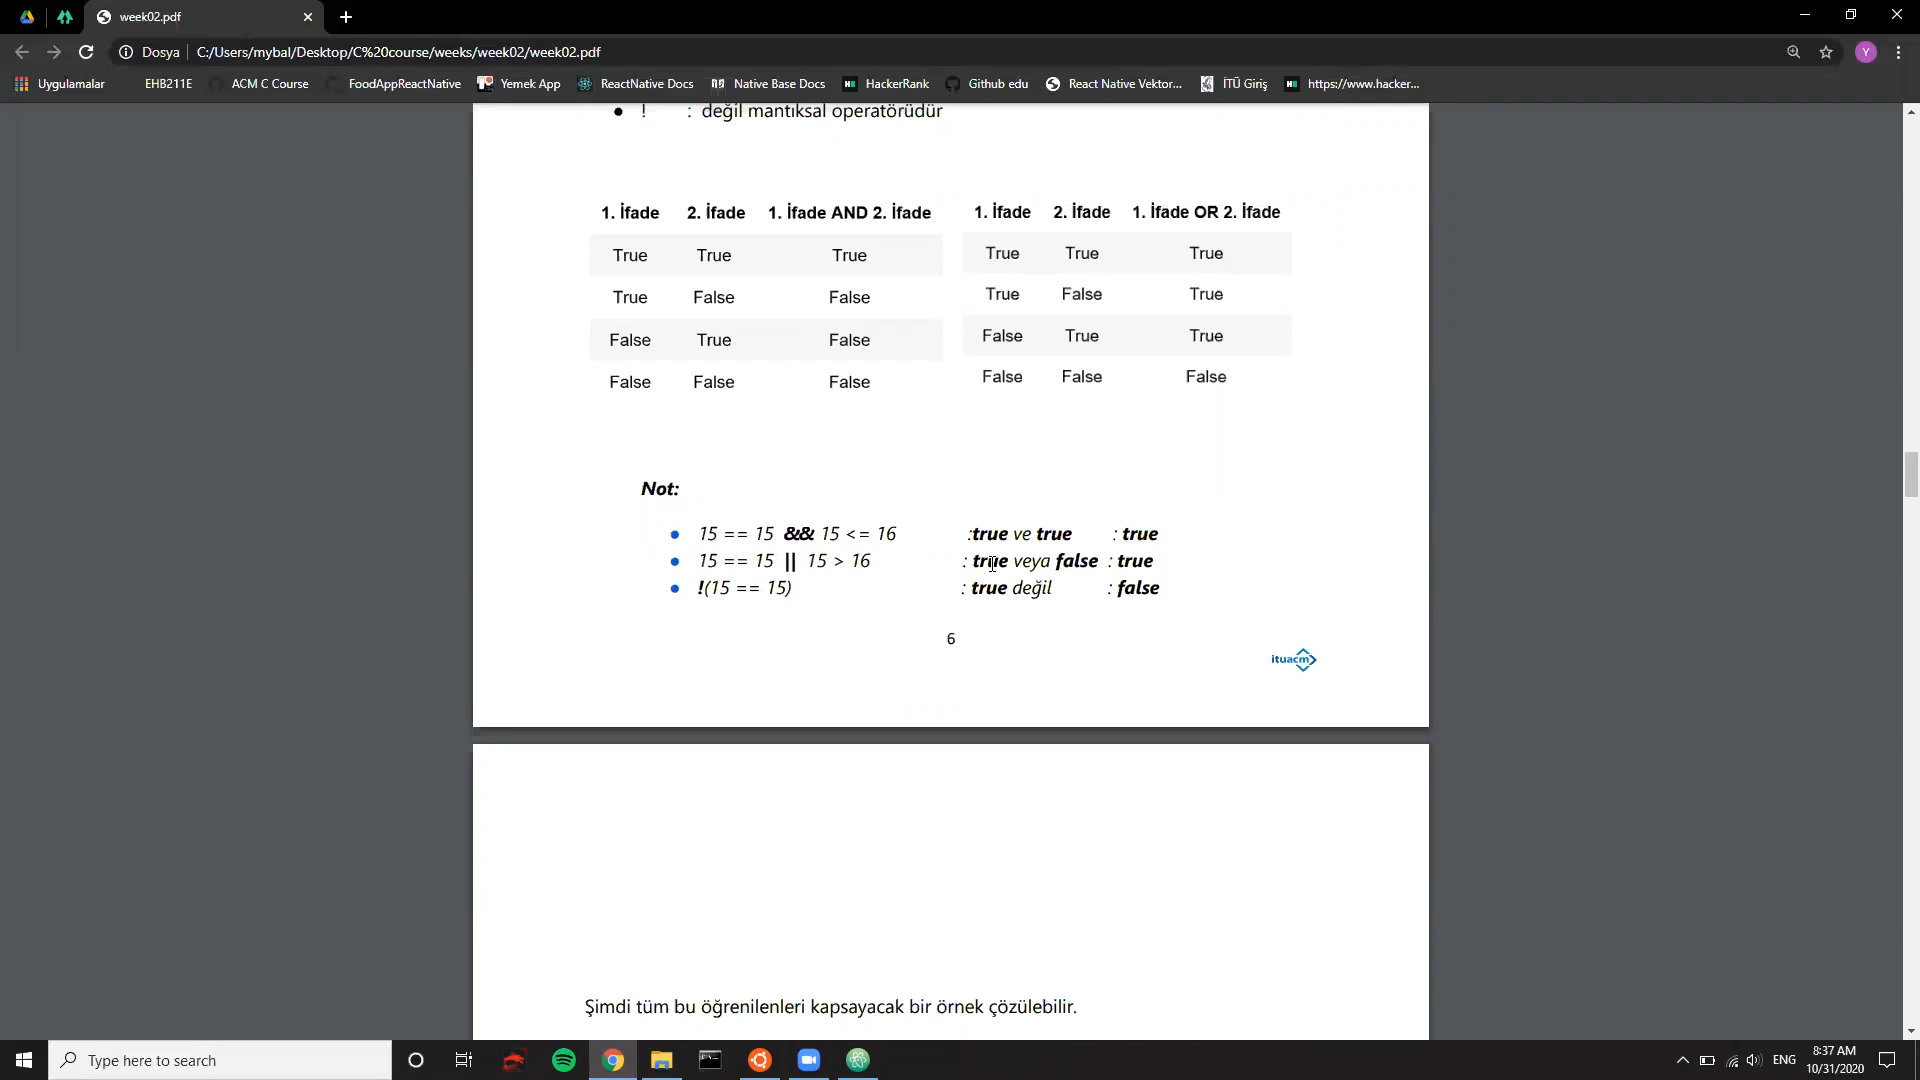 week02.pdf
Dosya C:/Users/mybal/Desktop/C%20course/weeks/week02/week02.pdf
Y
Uygulamalar EHB211E ACM C Course FoodAppReactNative Yemek App ReactNative Docs Native Base Docs HackerRank Github edu React Native Vektor... İTÜ Giriş https://www.hacker...
● ! : değil mantıksal operatörüdür
1. İfade 2. İfade 1. İfade AND 2. İfade
True True True
True False False
False True False
False False False
1. İfade 2. İfade 1. İfade OR 2. İfade
True True True
True False True
False True True
False False False
Not:
● 15 == 15 && 15 <= 16 :true ve true : true
● 15 == 15 || 15 > 16 : true veya false : true
● !(15 == 15) : true değil : false
6
ituacm
Şimdi tüm bu öğrenilenleri kapsayacak bir örnek çözülebilir.
Type here to search
ENG
8:37 AM
10/31/2020